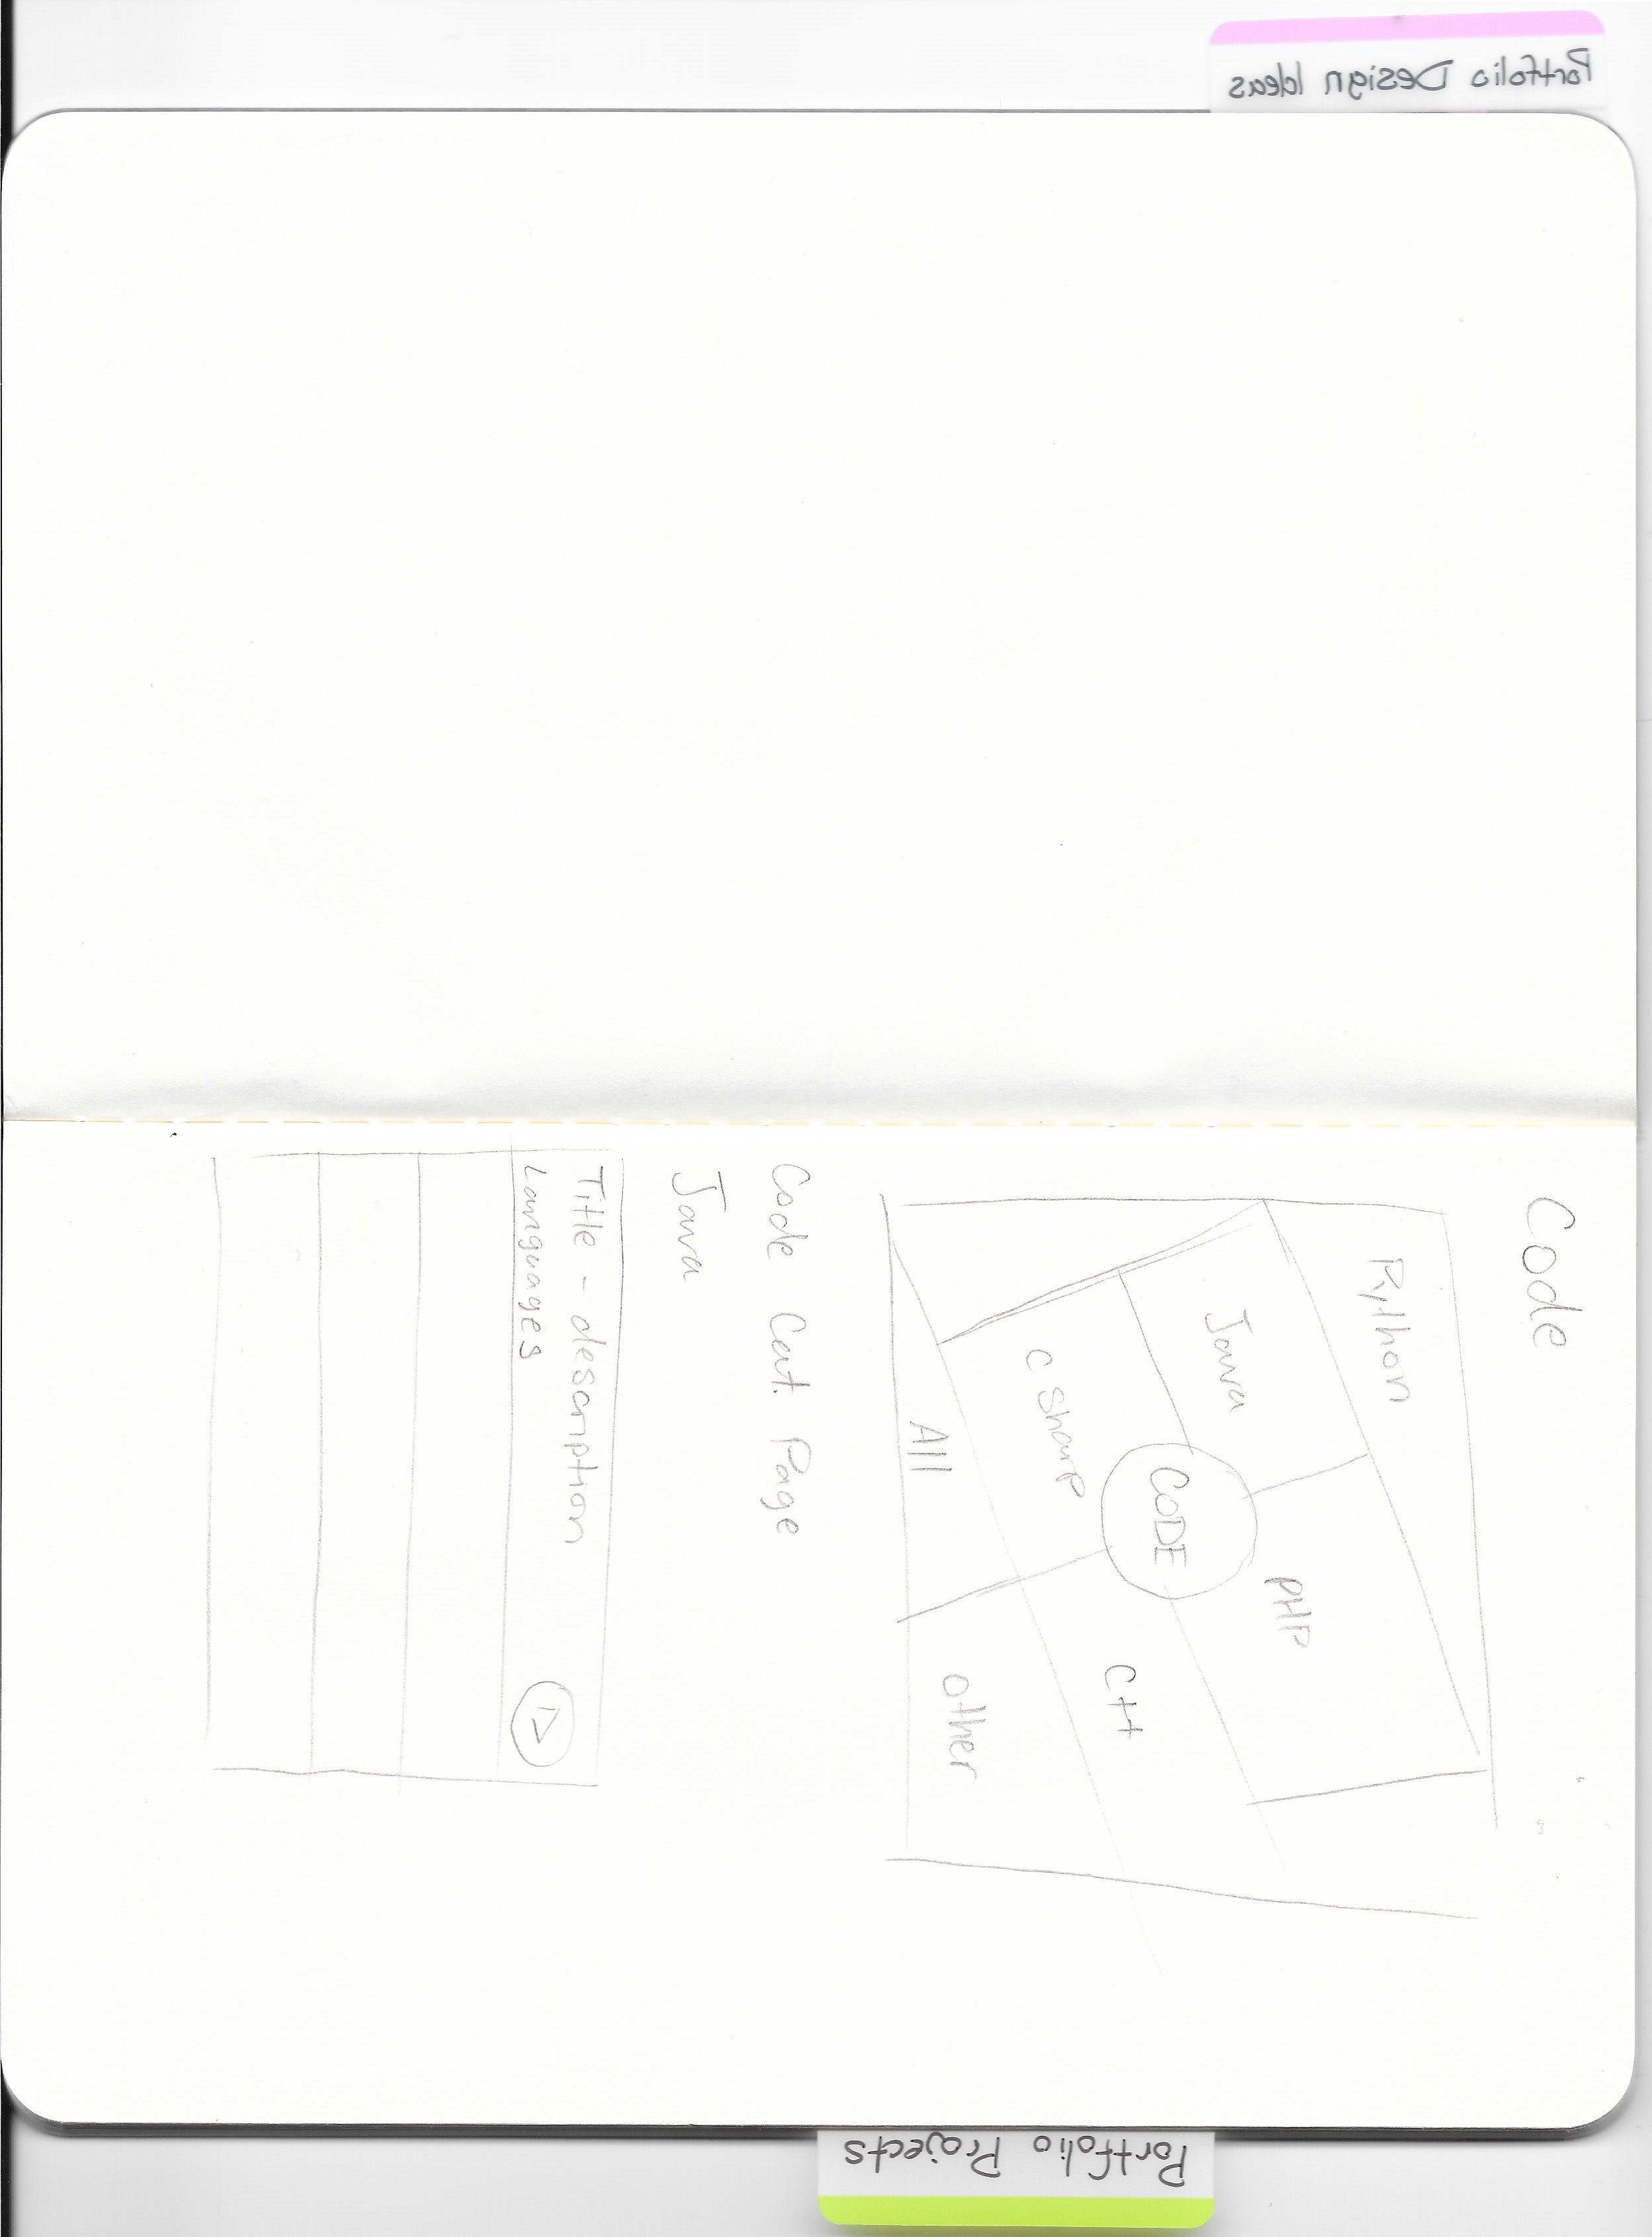 Portfolio Design Ideas
Code
Python
Java
PHP
C Sharp
CODE
C++
All
Other
Code Cat. Page
Java
Title - description
Languages
Portfolio Projects